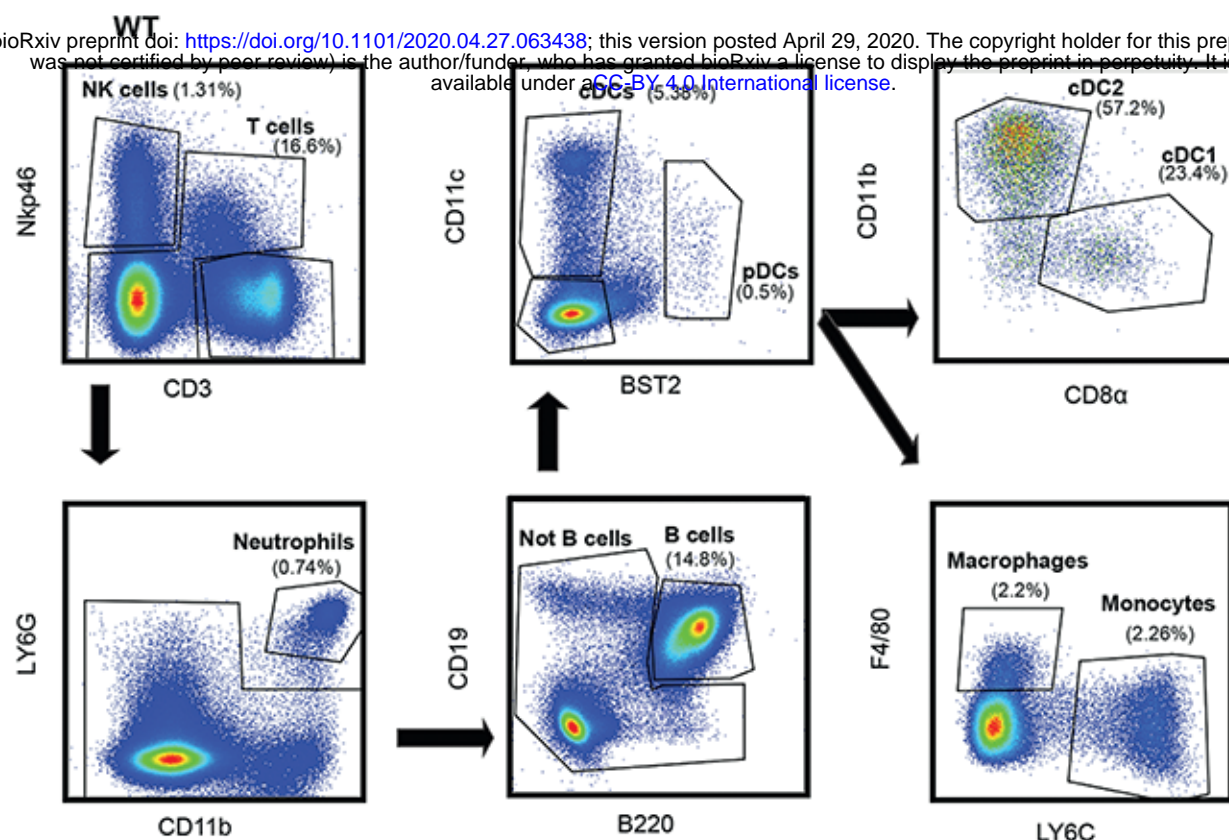 WT
bioRxiv preprint doi: https://doi.org/10.1101/2020.04.27.063438; this version posted April 29, 2020. The copyright holder for this
was not certified by peer review) is the author/funder, who has granted bioRxiv a license to display the preprint in perpetuity. It
available under aCC-BY 4.0 International license.
NK cells (1.31%)
T cells
(16.6%)
Nkp46
CD3
cDCs (5.38%)
pDCs
(0.5%)
CD11c
BST2
cDC2
(57.2%)
cDC1
(23.4%)
CD11b
CD8α
Neutrophils
(0.74%)
LY6G
CD11b
Not B cells
B cells
(14.8%)
CD19
B220
Macrophages
(2.2%)
Monocytes
(2.26%)
F4/80
LY6C